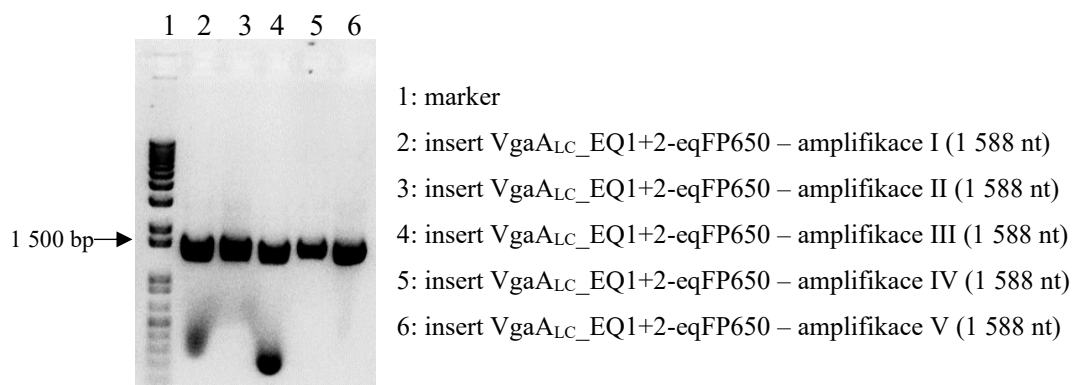 1 2 3 4 5 6
1: marker
2: insert VgaALC_EQ1+2-eqFP650 – amplifikace I (1 588 nt)
3: insert VgaALC_EQ1+2-eqFP650 – amplifikace II (1 588 nt)
1 500 bp
4: insert VgaALC_EQ1+2-eqFP650 – amplifikace III (1 588 nt)
5: insert VgaALC_EQ1+2-eqFP650 – amplifikace IV (1 588 nt)
6: insert VgaALC_EQ1+2-eqFP650 – amplifikace V (1 588 nt)